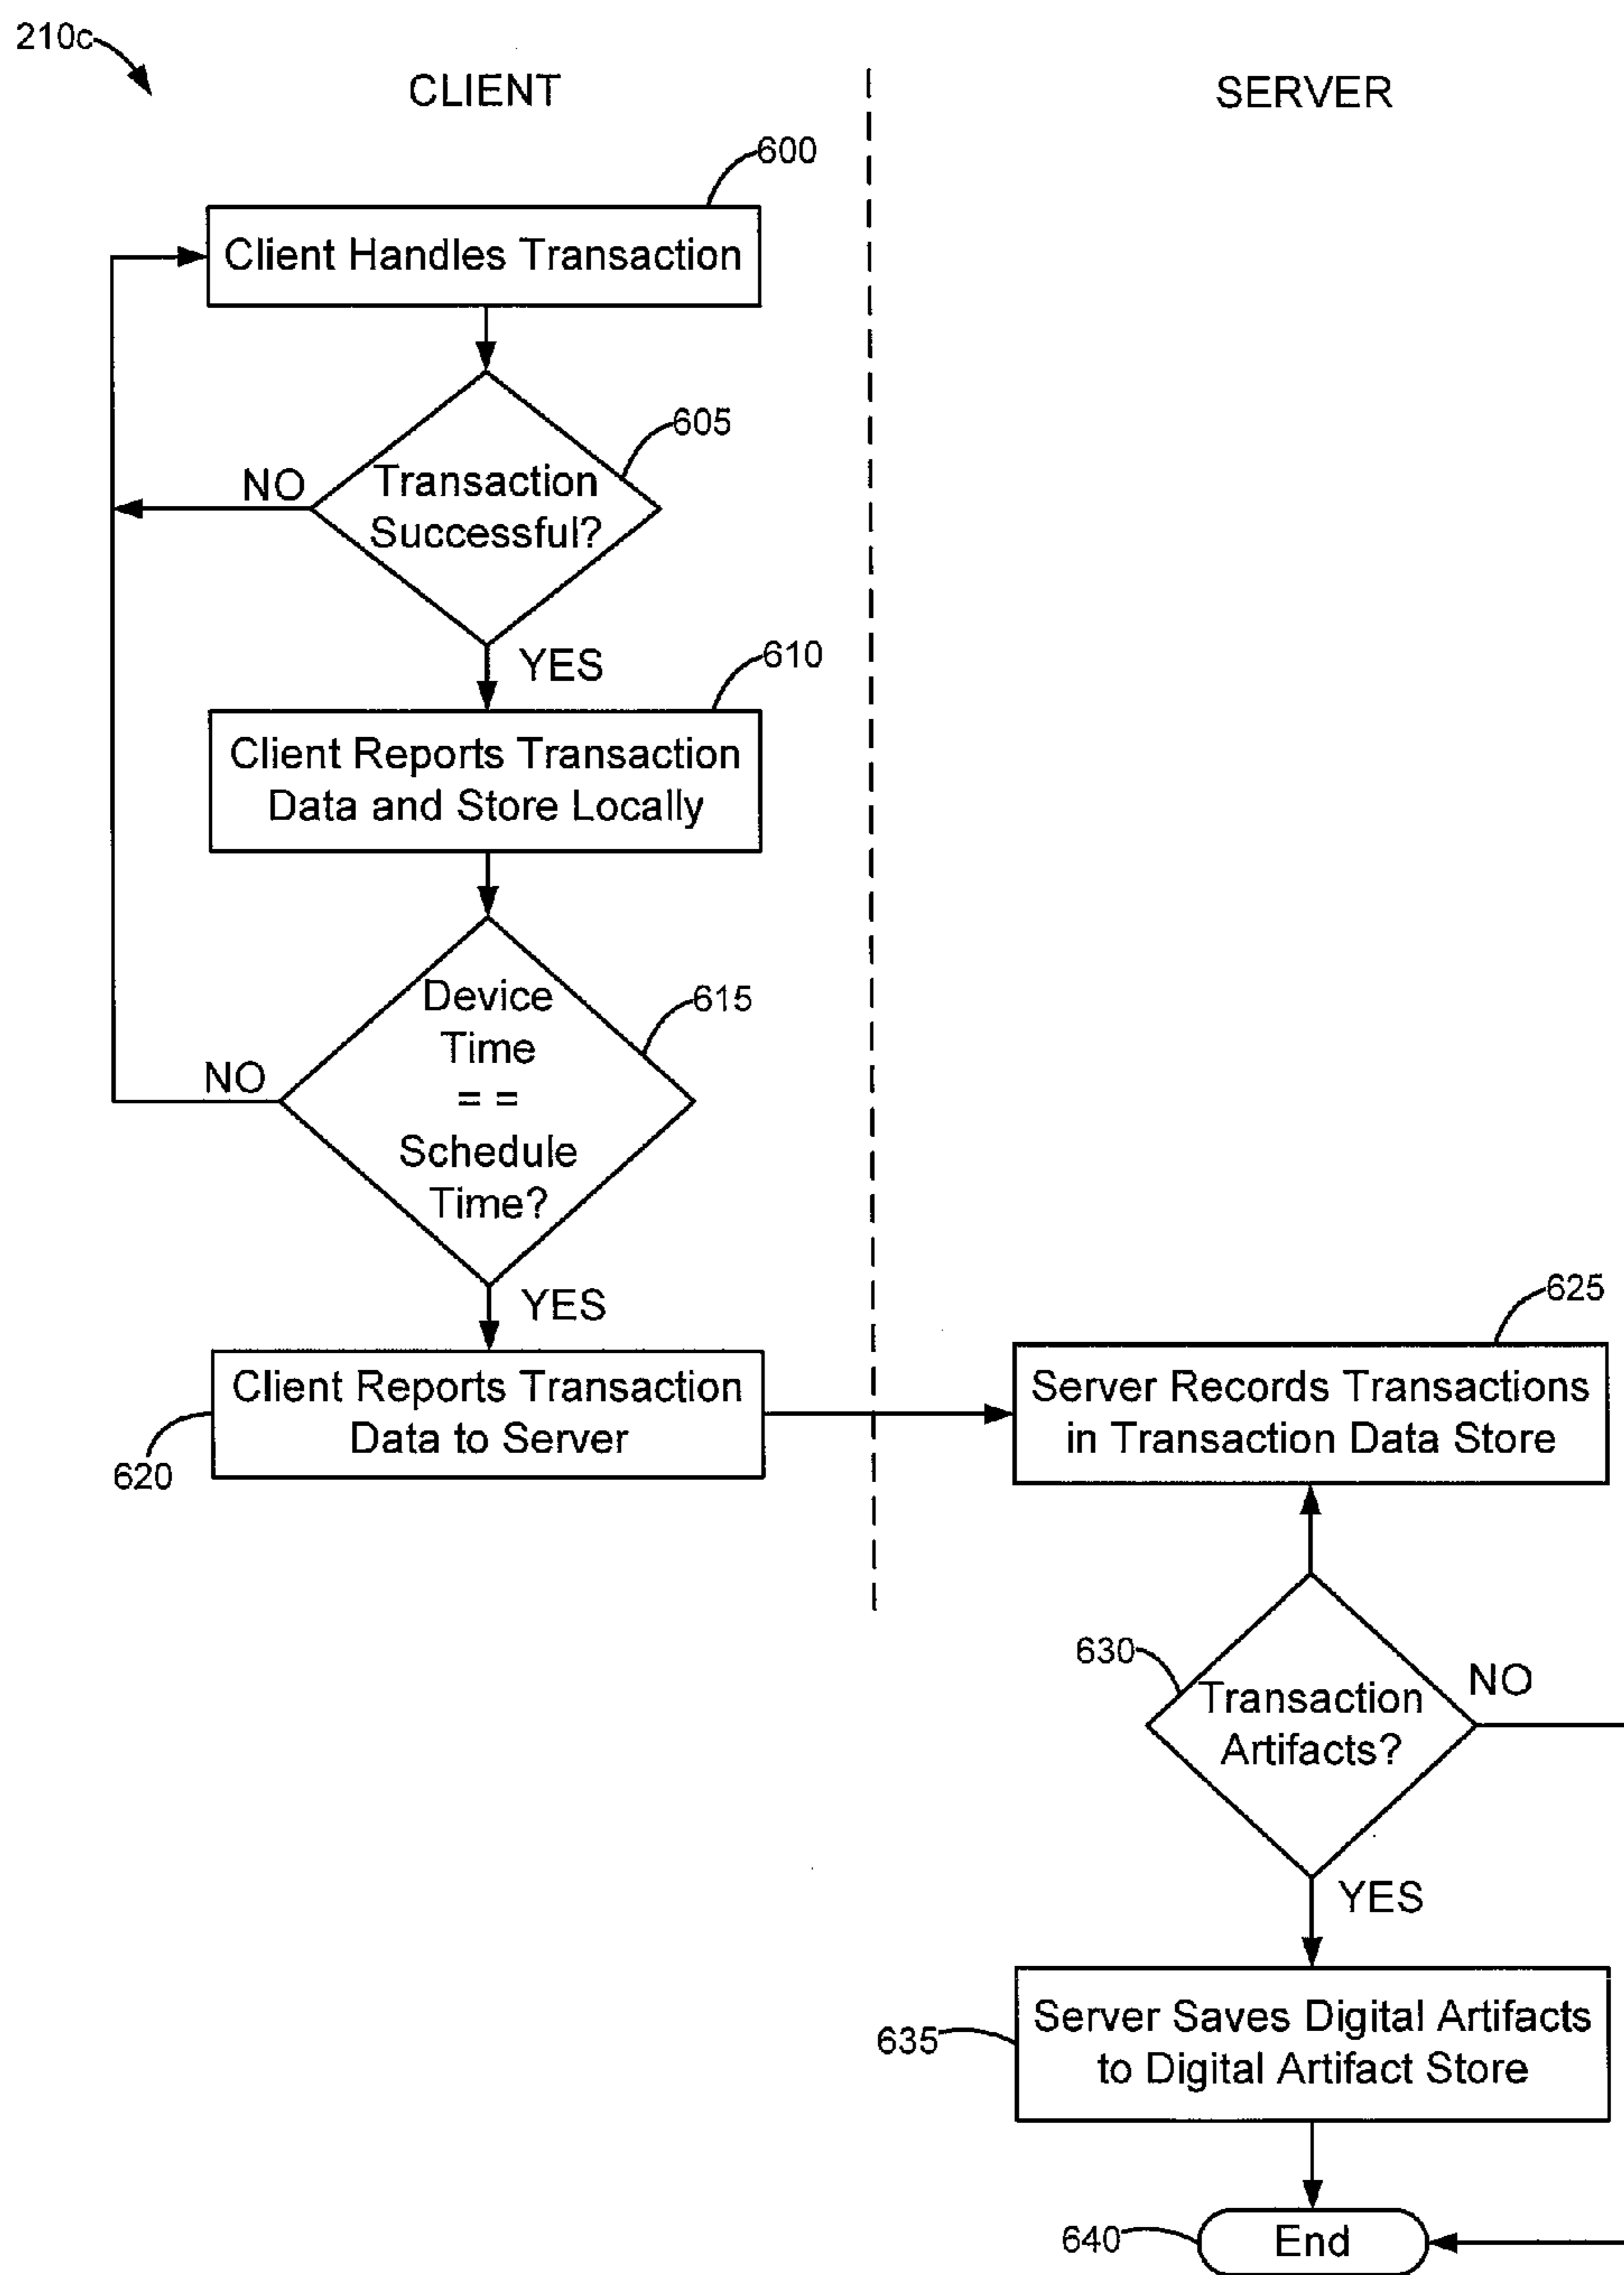 210c
CLIENT
SERVER
600
Client Handles Transaction
605
Transaction
Successful?
NO
YES
610
Client Reports Transaction
Data and Store Locally
615
Device
Time
= =
Schedule
Time?
NO
YES
620
Client Reports Transaction
Data to Server
625
Server Records Transactions
in Transaction Data Store
630
Transaction
Artifacts?
NO
YES
635
Server Saves Digital Artifacts
to Digital Artifact Store
640
End